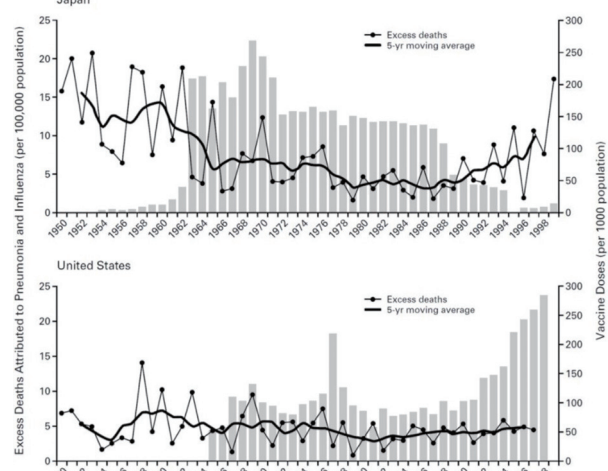 Japan
Excess Deaths Attributed to Pneumonia and Influenza (per 100,000 population)
25
20
15
10
5
0
Excess deaths
5-yr moving average
300
250
200
150
100
50
0
Vaccine Doses (per 1000 population)
1950 1952 1954 1956 1958 1960 1962 1964 1966 1968 1970 1972 1974 1976 1978 1980 1982 1984 1986 1988 1990 1992 1994 1996 1998
United States
25
20
15
10
5
0
Excess deaths
5-yr moving average
300
250
200
150
100
50
0